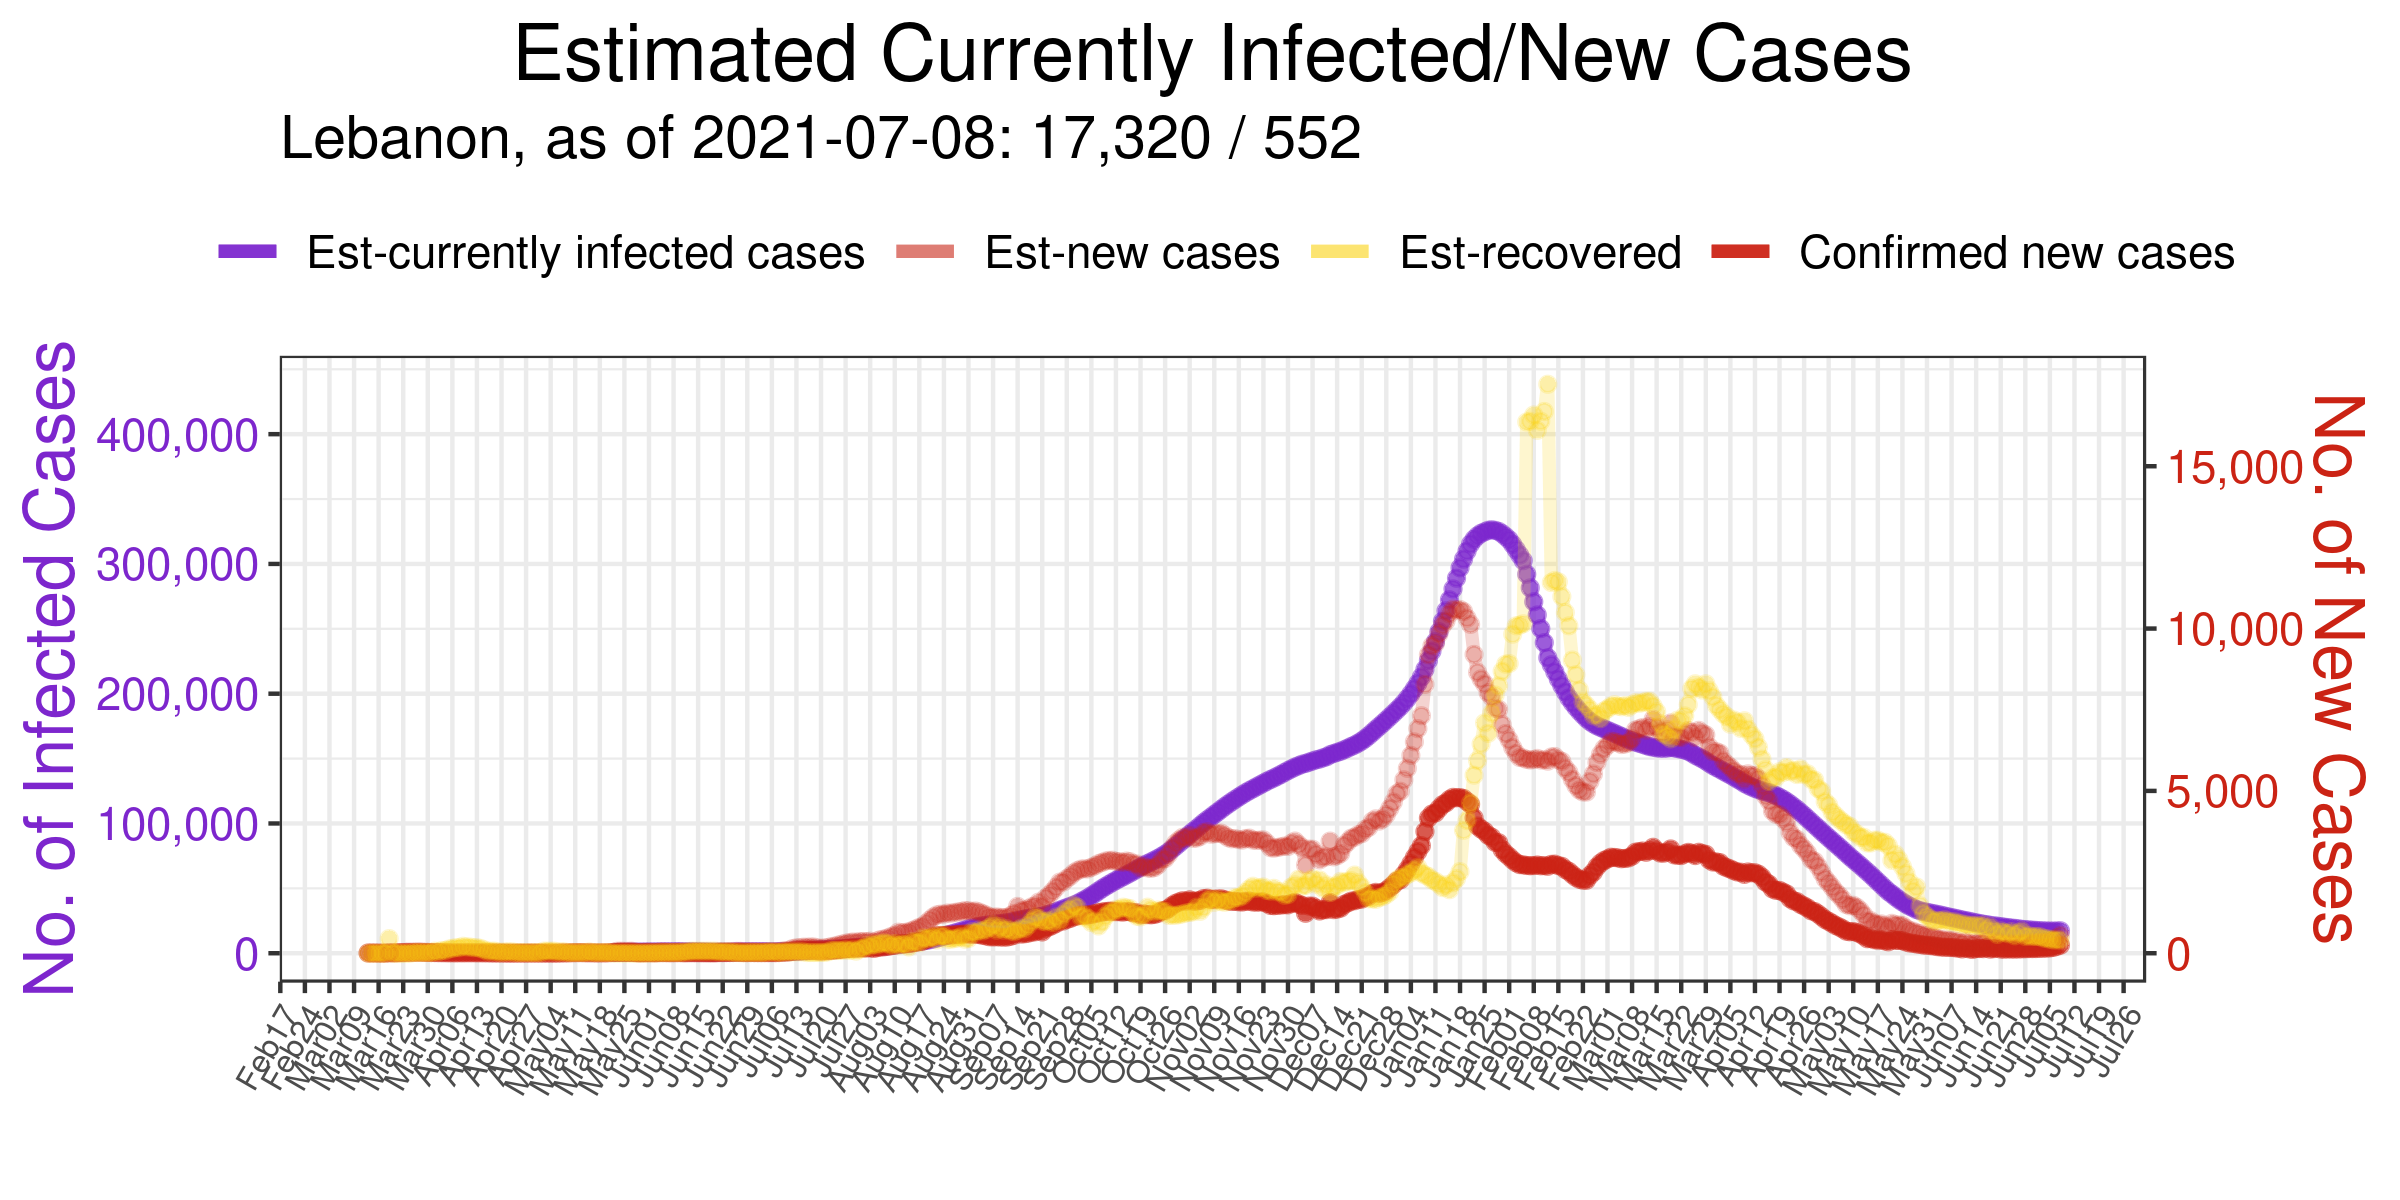 Estimated Currently Infected/New Cases
Lebanon, as of 2021-07-08: 17,320 / 552
Est-currently infected cases Est-new cases Est-recovered Confirmed new cases
No. of Infected Cases
400,000
300,000
200,000
100,000
0
15,000
10,000
5,000
0
No. of New Cases
Feb17 Feb24 Mar02 Mar09 Mar16 Mar23 Mar30 Apr06 Apr13 Apr20 Apr27 May04 May11 May18 May25 Jun01 Jun08 Jun15 Jun22 Jun29 Jul06 Jul13 Jul20 Jul27 Aug03 Aug10 Aug17 Aug24 Aug31 Sep07 Sep14 Sep21 Sep28 Oct05 Oct12 Oct19 Oct26 Nov02 Nov09 Nov16 Nov23 Nov30 Dec07 Dec14 Dec21 Dec28 Jan04 Jan11 Jan18 Jan25 Feb01 Feb08 Feb15 Feb22 Mar01 Mar08 Mar15 Mar22 Mar29 Apr05 Apr12 Apr19 Apr26 May03 May10 May17 May24 May31 Jun07 Jun14 Jun21 Jun28 Jul05 Jul12 Jul19 Jul26